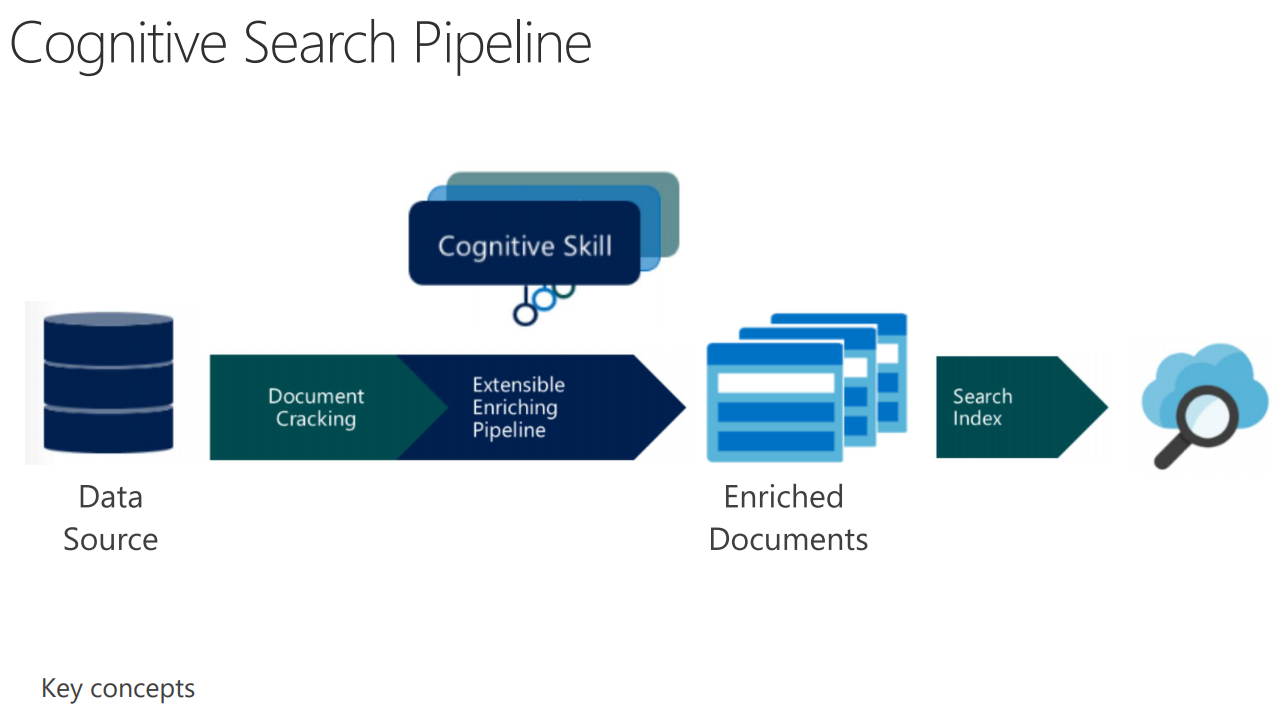 Cognitive Search Pipeline
Cognitive Skill
Document
Cracking
Extensible
Enriching
Pipeline
Search
Index
Data
Source
Enriched
Documents
Key concepts